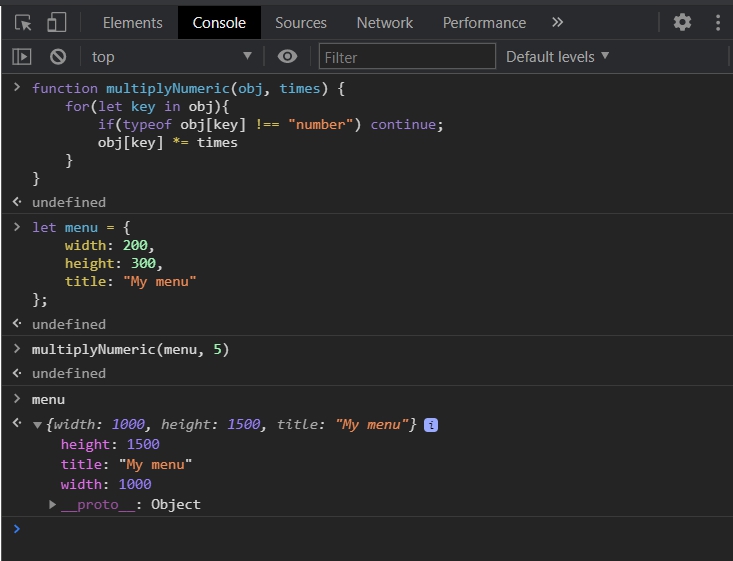 Elements Console Sources Network Performance »
top Filter Default levels
function multiplyNumeric(obj, times) {
    for(let key in obj){
        if(typeof obj[key] !== "number") continue;
        obj[key] *= times
    }
}
undefined
let menu = {
    width: 200,
    height: 300,
    title: "My menu"
};
undefined
multiplyNumeric(menu, 5)
undefined
menu
{width: 1000, height: 1500, title: "My menu"} i
height: 1500
title: "My menu"
width: 1000
__proto__: Object